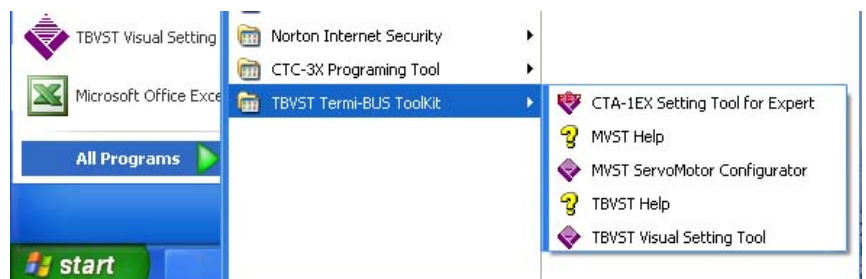 TBVST Visual Setting
Microsoft Office Exce
All Programs
start
Norton Internet Security
CTC-3X Programing Tool
TBVST Termi-BUS ToolKit
CTA-1EX Setting Tool for Expert
MVST Help
MVST ServoMotor Configurator
TBVST Help
TBVST Visual Setting Tool